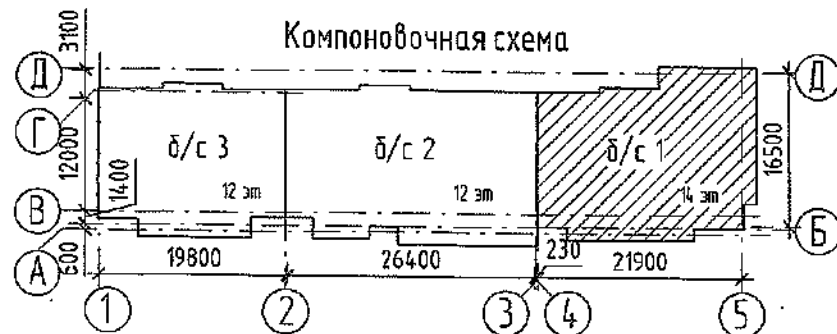 Компоновочная схема
3100
Д
Д
Г
12000
1400
б/с 3
б/с 2
б/с 1
16500
12 эт
12 эт
14 эт
В
А
Б
600
19800
26400
230
21900
1
2
3
4
5